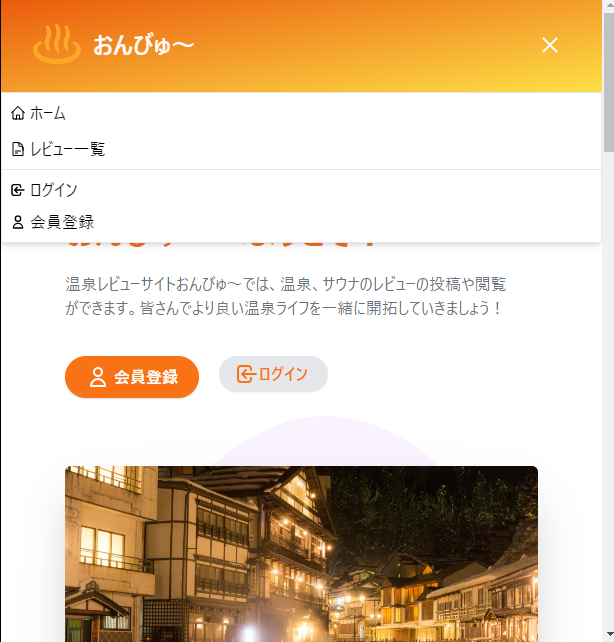 おんびゅ～
ホーム
レビュー一覧
ログイン
会員登録
温泉レビューサイトおんびゅ～では、温泉、サウナのレビューの投稿や閲覧
ができます。皆さんでより良い温泉ライフを一緒に開拓していきましょう！
会員登録
ログイン